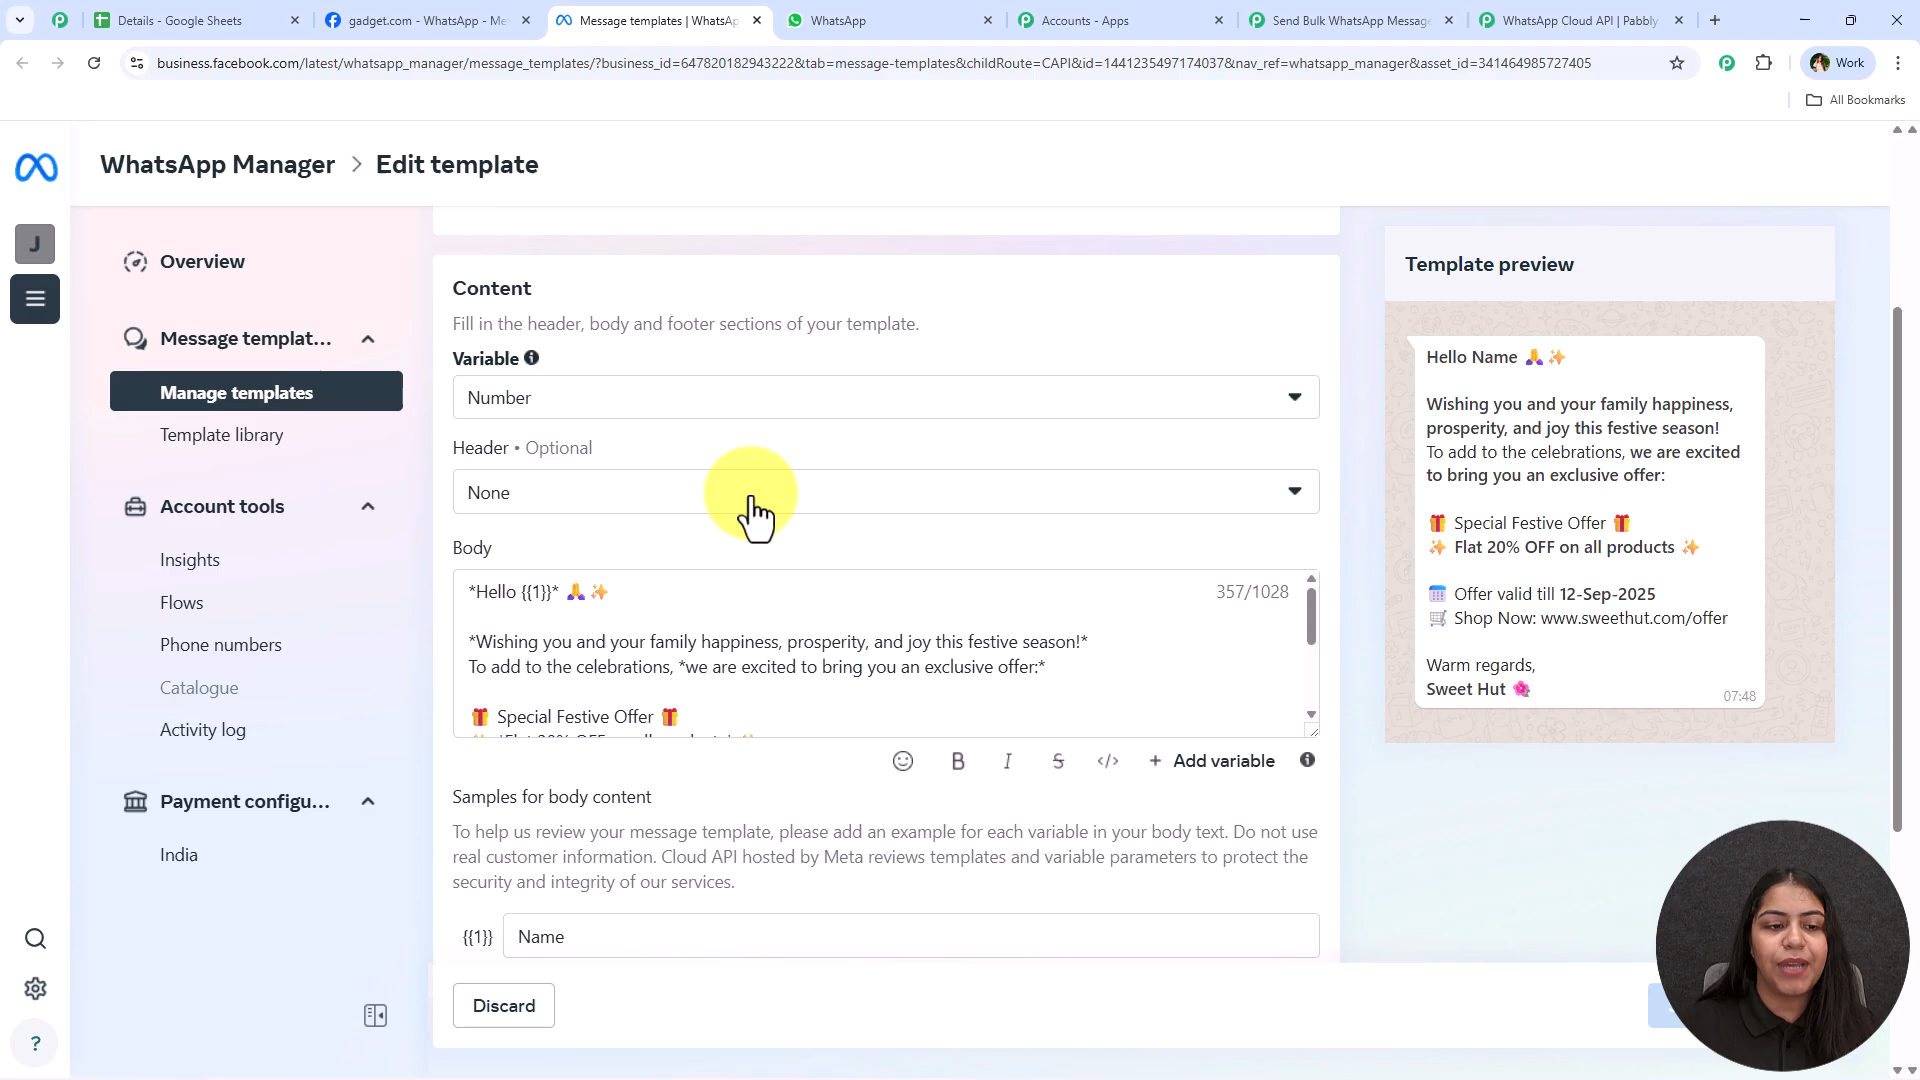 Details - Google Sheets
gadget.com - WhatsApp - Me
Message templates | WhatsAp
WhatsApp
Accounts - Apps
Send Bulk WhatsApp Message
WhatsApp Cloud API | Pabbly
business.facebook.com/latest/whatsapp_manager/message_templates/?business_id=647820182943222&tab=message-templates&childRoute=CAPI&id=1441235497174037&nav_ref=whatsapp_manager&asset_id=341464985727405
Work
All Bookmarks
WhatsApp Manager > Edit template
J
Overview
Message templat...
Manage templates
Template library
Account tools
Insights
Flows
Phone numbers
Catalogue
Activity log
Payment configu...
India
Content
Fill in the header, body and footer sections of your template.
Variable
Number
Header • Optional
None
Body
*Hello {{1}}* 🙏✨
357/1028
*Wishing you and your family happiness, prosperity, and joy this festive season!*
To add to the celebrations, *we are excited to bring you an exclusive offer:*
🎁 Special Festive Offer 🎁
B I S </> + Add variable
Samples for body content
To help us review your message template, please add an example for each variable in your body text. Do not use
real customer information. Cloud API hosted by Meta reviews templates and variable parameters to protect the
security and integrity of our services.
{{1}} Name
Discard
Template preview
Hello Name 🙏✨
Wishing you and your family happiness,
prosperity, and joy this festive season!
To add to the celebrations, we are excited
to bring you an exclusive offer:
🎁 Special Festive Offer 🎁
✨ Flat 20% OFF on all products ✨
🗓️ Offer valid till 12-Sep-2025
🛒 Shop Now: www.sweethut.com/offer
Warm regards,
Sweet Hut 🌺
07:48